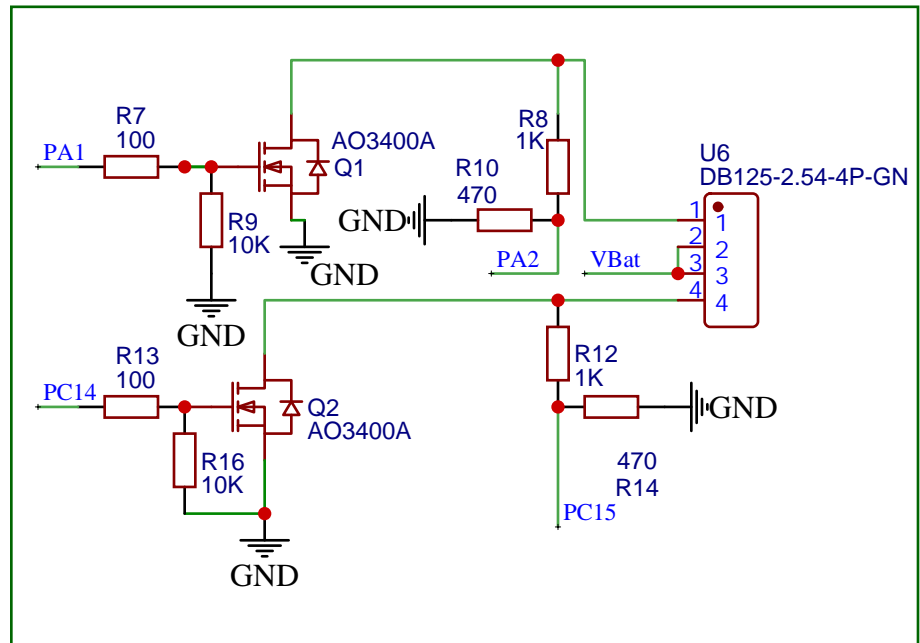 R7
100
PA1
AO3400A
Q1
R9
10K
GND
GND
R8
1K
R10
470
GND
PA2
VBat
U6
DB125-2.54-4P-GN
1
1
2
2
3
3
4
4
R13
100
PC14
Q2
AO3400A
R16
10K
GND
R12
1K
GND
470
R14
PC15